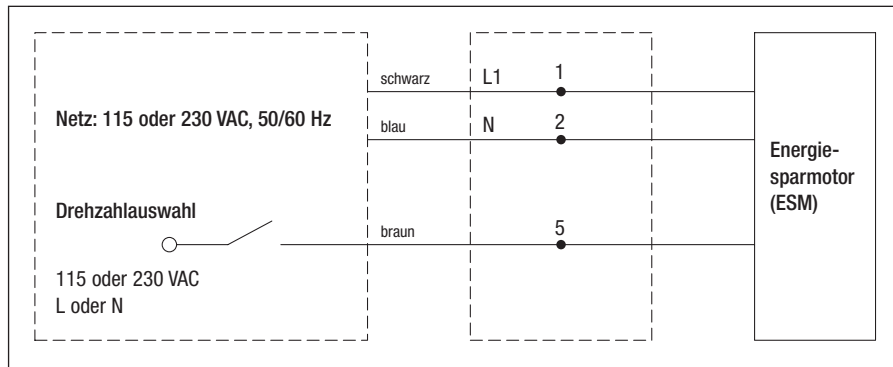 schwarz
L1
1
Netz: 115 oder 230 VAC, 50/60 Hz
blau
N
2
Energie-
sparmotor
(ESM)
Drehzahlauswahl
braun
5
115 oder 230 VAC
L oder N